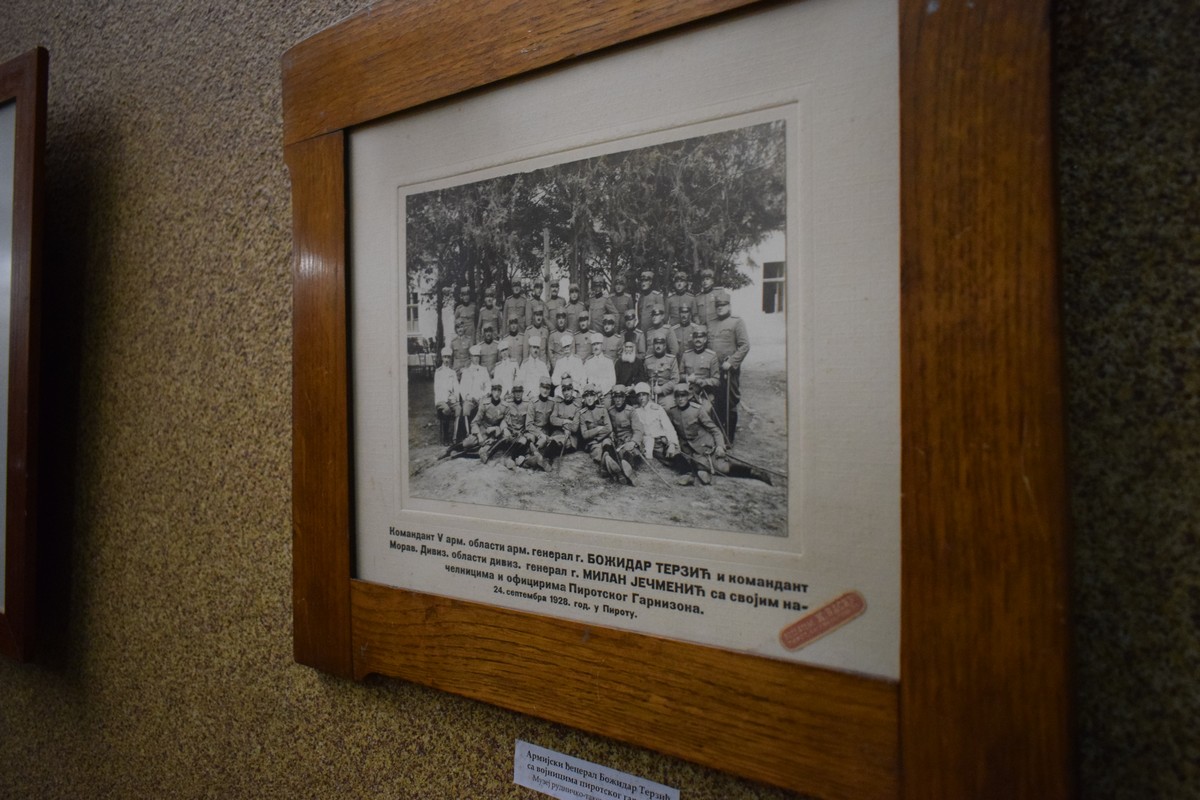 Командант V арм. области арм. генерал г. БОЖИДАР ТЕРЗИЋ и командант
Морав. Дивиз. области дивиз. генерал г. МИЛАН ЈЕЧМЕНИЋ са својим на-
челницима и официрима Пиротског Гарнизона.
24. септембра 1928. год. у Пироту.
Армијски ђенерал Божидар Терзић
са војницима пиротског
Музеј